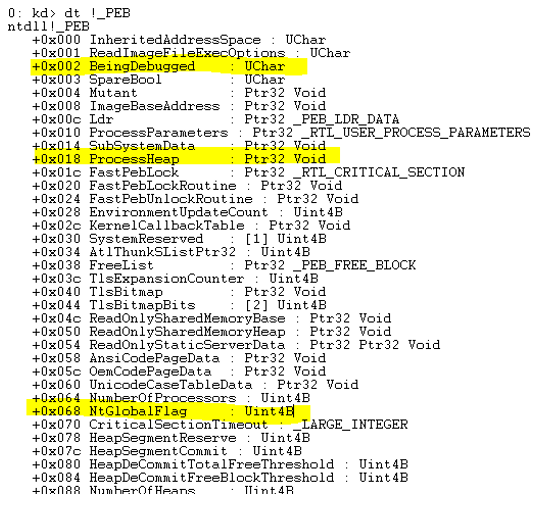 0: kd> dt !_PEB
ntdll!_PEB
+0x000 InheritedAddressSpace : UChar
+0x001 ReadImageFileExecOptions : UChar
+0x002 BeingDebugged : UChar
+0x003 SpareBool : UChar
+0x004 Mutant : Ptr32 Void
+0x008 ImageBaseAddress : Ptr32 Void
+0x00c Ldr : Ptr32 _PEB_LDR_DATA
+0x010 ProcessParameters : Ptr32 _RTL_USER_PROCESS_PARAMETERS
+0x014 SubSystemData : Ptr32 Void
+0x018 ProcessHeap : Ptr32 Void
+0x01c FastPebLock : Ptr32 _RTL_CRITICAL_SECTION
+0x020 FastPebLockRoutine : Ptr32 Void
+0x024 FastPebUnlockRoutine : Ptr32 Void
+0x028 EnvironmentUpdateCount : Uint4B
+0x02c KernelCallbackTable : Ptr32 Void
+0x030 SystemReserved : [1] Uint4B
+0x034 AtlThunkSListPtr32 : Uint4B
+0x038 FreeList : Ptr32 _PEB_FREE_BLOCK
+0x03c TlsExpansionCounter : Uint4B
+0x040 TlsBitmap : Ptr32 Void
+0x044 TlsBitmapBits : [2] Uint4B
+0x04c ReadOnlySharedMemoryBase : Ptr32 Void
+0x050 ReadOnlySharedMemoryHeap : Ptr32 Void
+0x054 ReadOnlyStaticServerData : Ptr32 Ptr32 Void
+0x058 AnsiCodePageData : Ptr32 Void
+0x05c OemCodePageData : Ptr32 Void
+0x060 UnicodeCaseTableData : Ptr32 Void
+0x064 NumberOfProcessors : Uint4B
+0x068 NtGlobalFlag : Uint4B
+0x070 CriticalSectionTimeout : _LARGE_INTEGER
+0x078 HeapSegmentReserve : Uint4B
+0x07c HeapSegmentCommit : Uint4B
+0x080 HeapDeCommitTotalFreeThreshold : Uint4B
+0x084 HeapDeCommitFreeBlockThreshold : Uint4B
+0x088 NumberOfHeaps : Uint4B